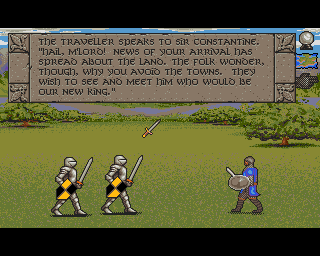 The traveller speaks to Sir Constantine.
"Hail, M'Lord! News of your arrival has
spread about the land. The folk wonder,
though, why you avoid the towns. They
wish to see and meet him who would be
our new king."